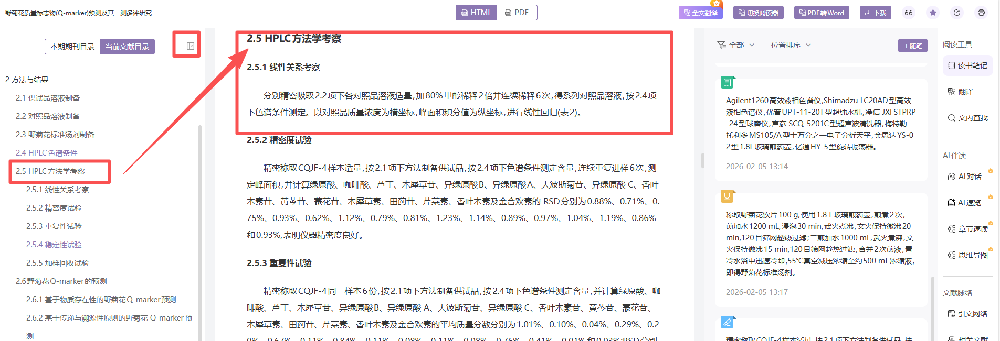 野菊花质量标志物(Q-marker)预测及其一测多评研究
HTML
PDF
全文翻译
切换阅读器
PDF转Word
下载
66
本期期刊目录
当前文献目录
2 方法与结果
2.1 供试品溶液制备
2.2 对照品溶液制备
2.3 野菊花标准汤剂制备
2.4 HPLC色谱条件
2.5 HPLC方法学考察
2.5.1 线性关系考察
2.5.2 精密度试验
2.5.3 重复性试验
2.5.4 稳定性试验
2.5.5 加样回收试验
2.6野菊花Q-marker的预测
2.6.1 基于物质存在性的野菊花Q-marker预测
2.6.2 基于传递与溯源性原则的野菊花 Q-marker预
测
2.5 HPLC方法学考察
2.5.1 线性关系考察
分别精密吸取2.2项下各对照品溶液适量,加80%甲醇稀释2倍并连续稀释6次,得系列对照品溶液,按2.4项
下色谱条件测定。以对照品质量浓度为横坐标,峰面积积分值为纵坐标,进行线性回归(表2)。
2.5.2 精密度试验
精密称取CQJF-4样本适量,按2.1项下方法制备供试品,按2.4项下色谱条件测定含量,连续重复进样6次,测
定峰面积,并计算绿原酸、咖啡酸、芦丁、木犀草苷、异绿原酸B、异绿原酸A、大波斯菊苷、异绿原酸 C、香叶
木素苷、黄芩苷、蒙花苷、木犀草素、田蓟苷、芹菜素、香叶木素及金合欢素的 RSD分别为0.88%、0.71%、0.
75%、0.93%、0.62%、1.12%、0.79%、0.81%、1.23%、1.14%、0.89%、0.97%、1.04%、1.19%、0.86%
和0.93%,表明仪器精密度良好。
2.5.3 重复性试验
精密称取CQJF-4同一样本6份,按2.1项下方法制备供试品,按2.4项下色谱条件测定含量,并计算绿原酸、咖
啡酸、芦丁、木犀草苷、异绿原酸B、异绿原酸 A、大波斯菊苷、异绿原酸 C、香叶木素苷、黄芩苷、蒙花苷、
木犀草素、田蓟苷、芹菜素、香叶木素及金合欢素的平均质量分数分别为1.01%、0.10%、0.04%、0.29%、0.2
0%、0.67%、0.11%、0.84%、0.11%、0.08%、0.11%、0.08%、0.76%、0.41%、0.01%和0.03%;RSD分别
全部
位置排序
+随笔
Agilent1260高效液相色谱仪,Shimadzu LC20AD型高效
液相色谱仪,优普UPT-11-20T型超纯水机,净信 JXFSTPRP
-24型球磨仪,声彦 SCQ-5201C型超声波清洗器,梅特勒-
托利多MS105/A型十万分之一电子分析天平,金思达YS-0
2型1.8L玻璃煎药壶,亿通HY-5型旋转振荡器。
2026-02-05 13:14
称取野菊花饮片100 g,使用1.8 L玻璃煎药壶,煎煮2次,一
煎加水1200 mL,浸泡30 min,武火煮沸,文火保持微沸20
min,120目筛网趁热过滤;二煎加水1000 mL,武火煮沸,文
火保持微沸15 min,120目筛网趁热过滤,合并2次煎液,置
冷水浴中迅速冷却,55℃真空减压浓缩至约500 mL浓缩液,
即得野菊花标准汤剂。
2026-02-05 13:17
精密称取CQJF-4样本适量,按2.1项下方法制备供试品,按
阅读工具
读书笔记
翻译
文内查找
AI伴读
AI对话
AI速览
章节速读
思维导图
文献脉络
引文网络
相关文献